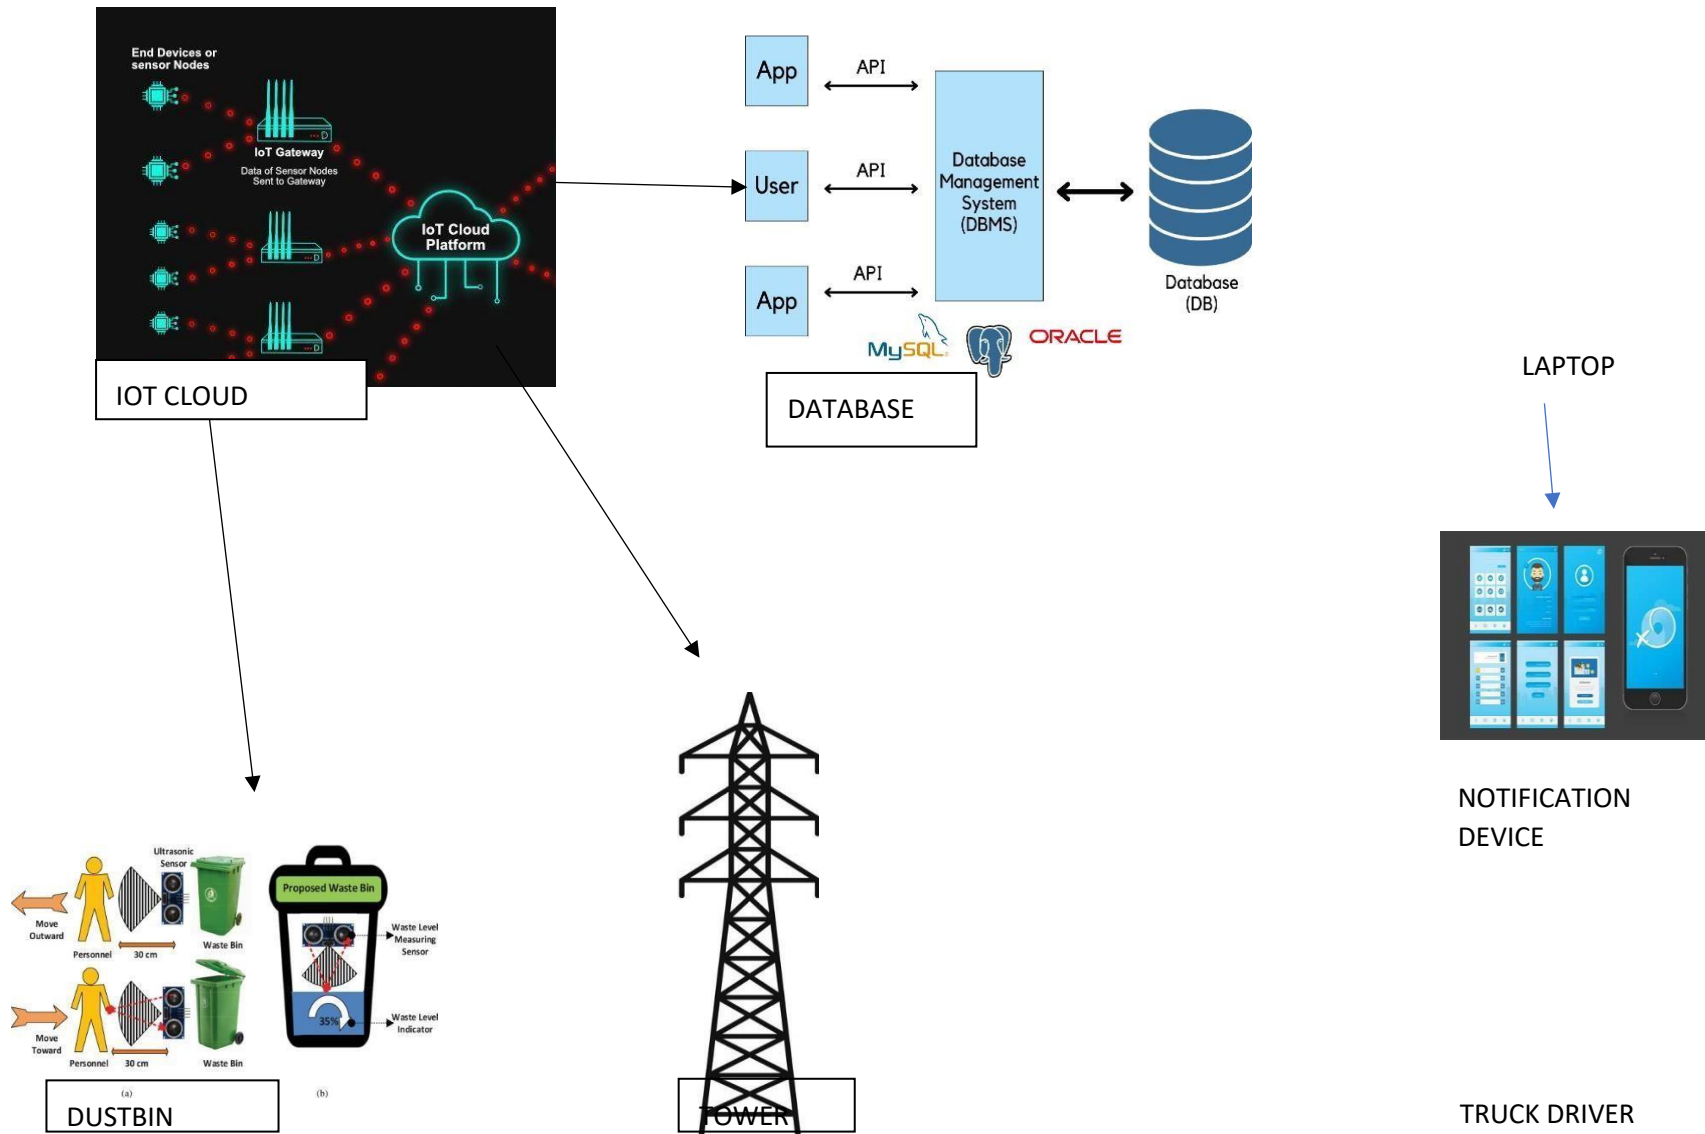 End Devices or
sensor Nodes
IoT Gateway
Data of Sensor Nodes
Sent to Gateway
IoT Cloud
Platform
IOT CLOUD
App
API
User
API
App
API
Database
Management
System
(DBMS)
Database
(DB)
MySQL
ORACLE
DATABASE
LAPTOP
NOTIFICATION
DEVICE
TRUCK DRIVER
Ultrasonic
Sensor
Move
Outward
Personnel
30 cm
Waste Bin
Move
Toward
Personnel
30 cm
Waste Bin
(a)
Proposed Waste Bin
Waste Level
Measuring
Sensor
35%
Waste Level
Indicator
(b)
DUSTBIN
TOWER